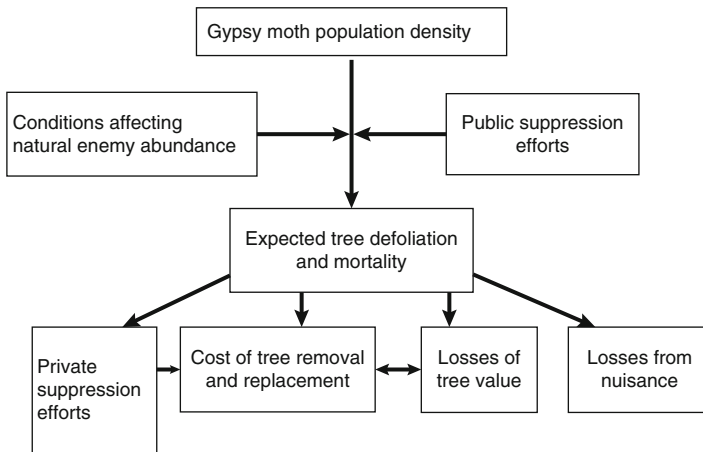 Gypsy moth population density
Conditions affecting
natural enemy abundance
Public suppression
efforts
Expected tree defoliation
and mortality
Private
suppression
efforts
Cost of tree removal
and replacement
Losses of
tree value
Losses from
nuisance